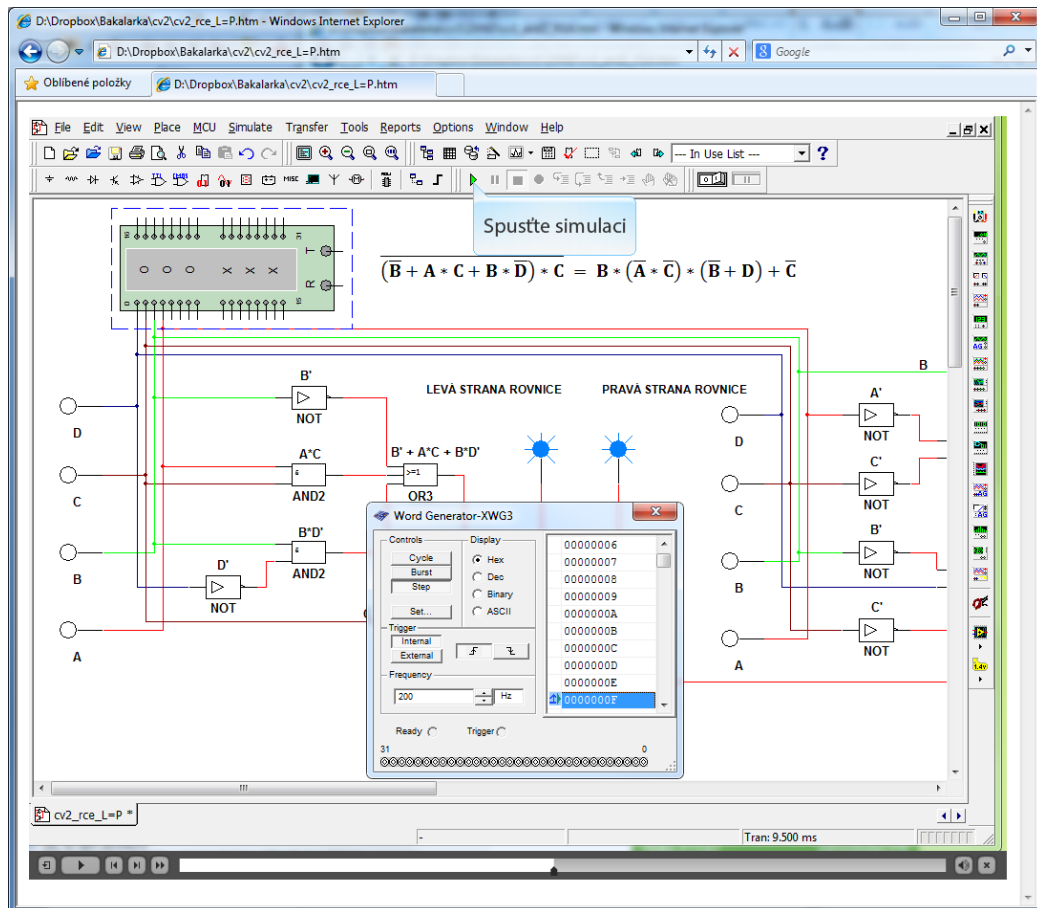 D:\Dropbox\Bakalarka\cv2\cv2_rce_L=P.htm - Windows Internet Explorer
D:\Dropbox\Bakalarka\cv2\cv2_rce_L=P.htm
Google
Oblíbené položky
D:\Dropbox\Bakalarka\cv2\cv2_rce_L=P.htm
File Edit View Place MCU Simulate Transfer Tools Reports Options Window Help
--- In Use List ---
Spusťte simulaci
O O O X X X
T
R
(B̅ + A ∗ C + B ∗ D̅) ∗ C = B ∗ (A̅ ∗ C̅) ∗ (B̅ + D) + C̅
LEVÁ STRANA ROVNICE
PRAVÁ STRANA ROVNICE
B
B'
NOT
A'
NOT
D
D
A*C
B' + A*C + B*D'
>=1
&
AND2
OR3
C'
NOT
C
C
B*D'
&
AND2
B'
NOT
D'
NOT
B
B
C'
NOT
A
A
Word Generator-XWG3
Controls
Cycle
Burst
Step
Set...
Display
Hex
Dec
Binary
ASCII
Trigger
Internal
External
Frequency
200
Hz
Ready
Trigger
31
0
00000006
00000007
00000008
00000009
0000000A
0000000B
0000000C
0000000D
0000000E
0000000F
cv2_rce_L=P *
-
Tran: 9.500 ms